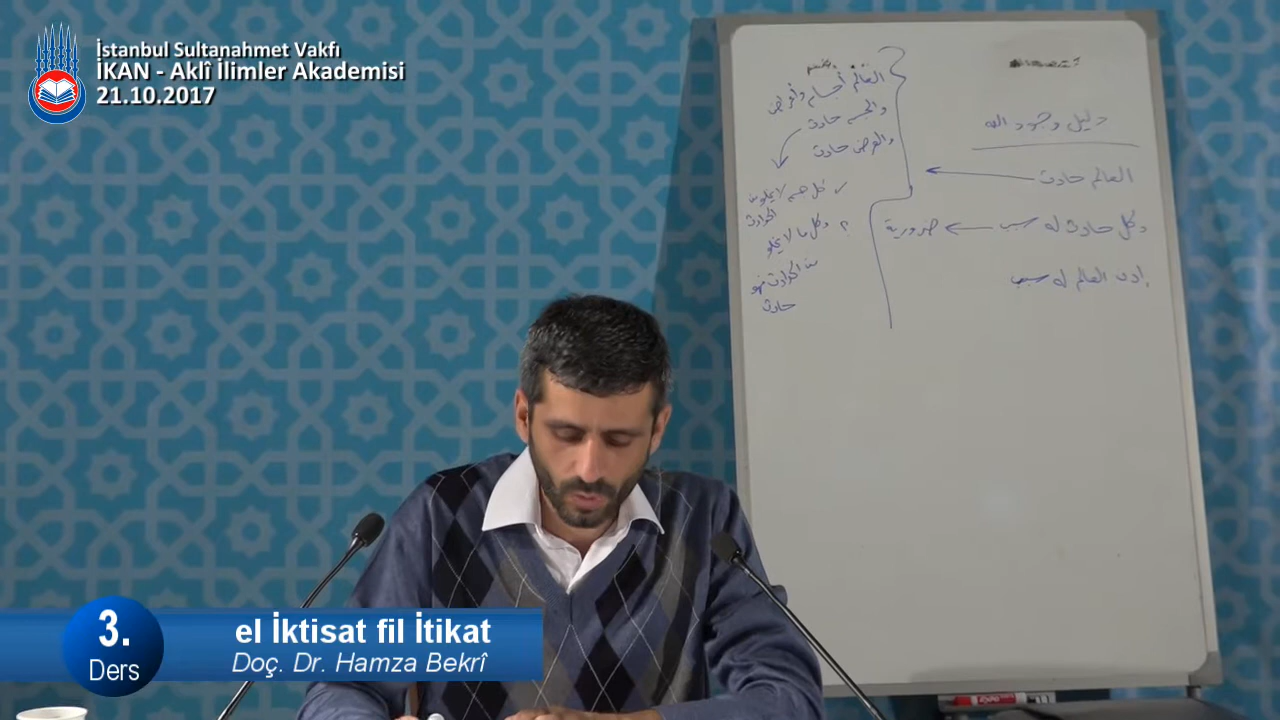 İstanbul Sultanahmet Vakfı
İKAN - Aklî İlimler Akademisi
21.10.2017
دليل وجود الله
العالم حادث
وكل حادث له سبب ← ضرورية
إذن العالم له سبب
العالم أجسام وأعراض
والجسم حادث
والعرض حادث
كل جسم لا يخلو من
الحوادث
وكل ما لا يخلو
من الحوادث فهو
حادث
3.
Ders
el İktisat fil İtikat
Doç. Dr. Hamza Bekrî